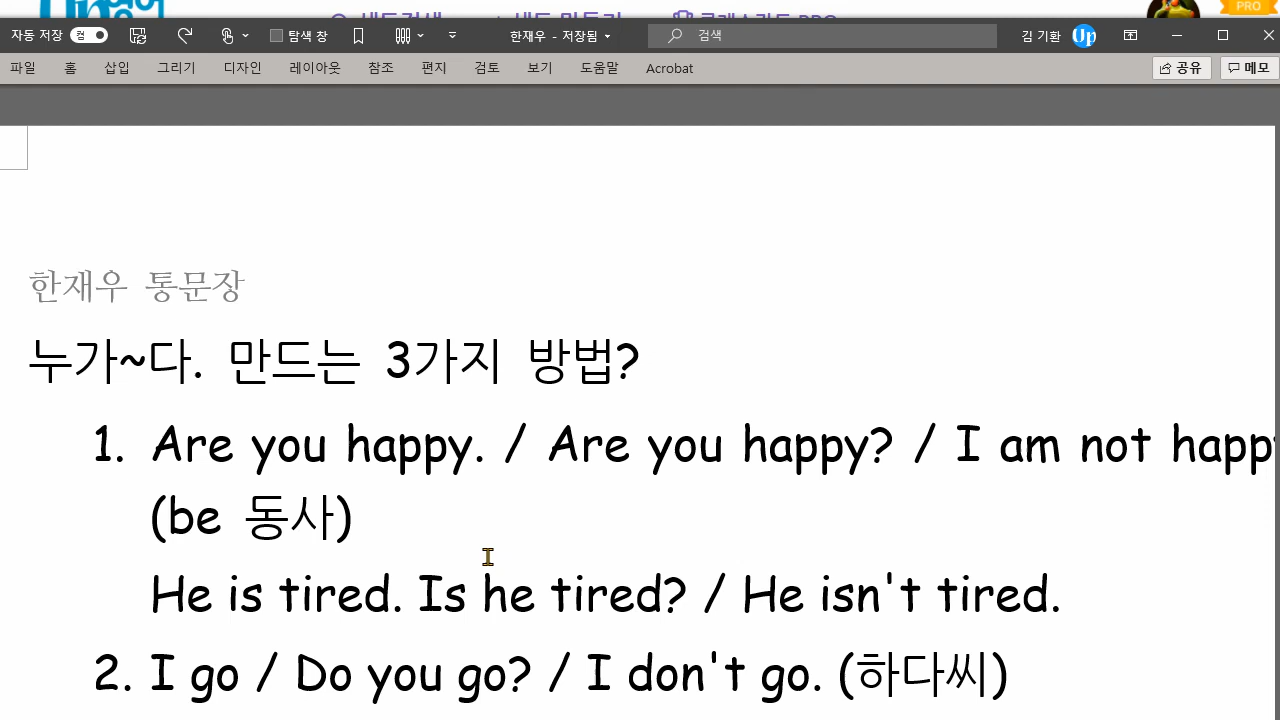 PRO
자동 저장 컴 탐색 창 한재우 - 저장됨 검색 김 기환 Up
파일 홈 삽입 그리기 디자인 레이아웃 참조 편지 검토 보기 도움말 Acrobat 공유 메모
한재우 통문장
누가~다. 만드는 3가지 방법?
1. Are you happy. / Are you happy? / I am not happ
(be 동사)
He is tired. Is he tired? / He isn't tired.
2. I go / Do you go? / I don't go. (하다씨)